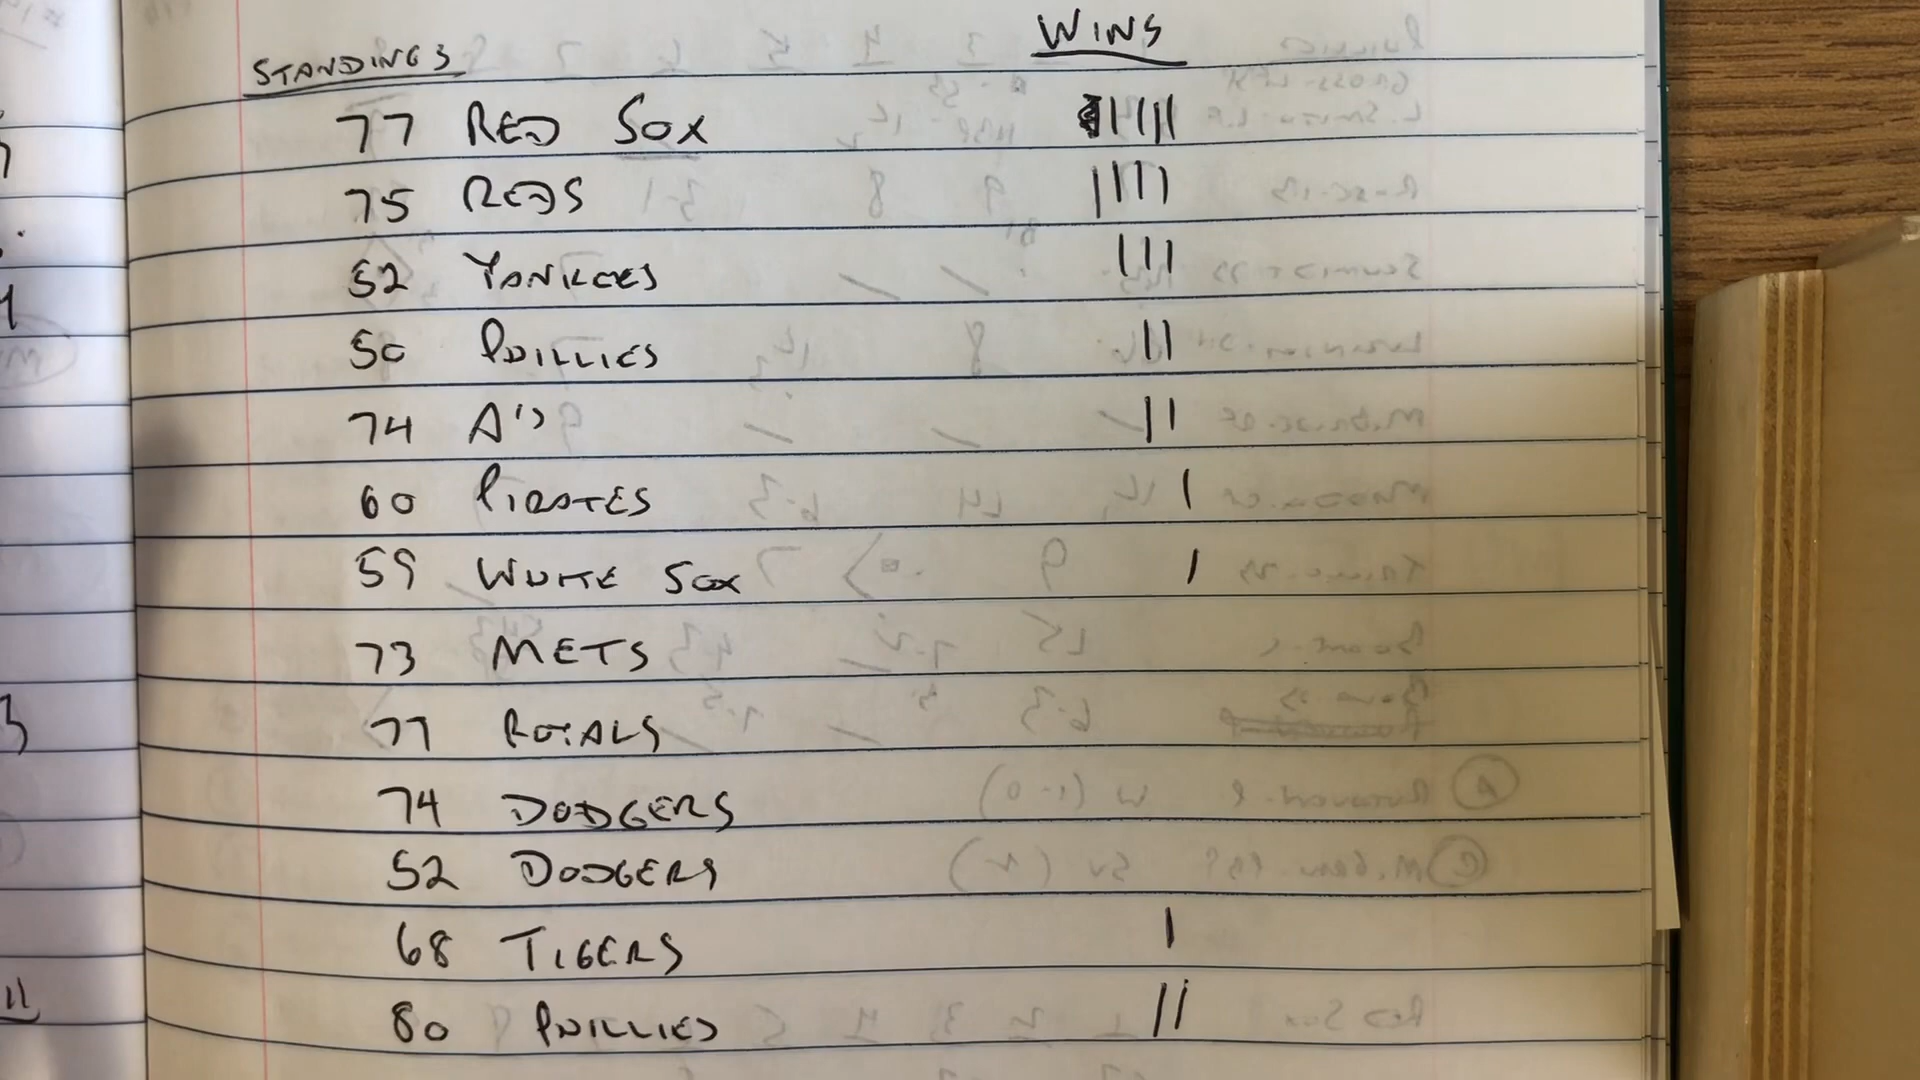 STANDINGS WINS
77 RED SOX |||||
75 REDS ||||
52 YANKEES |||
50 PHILLIES ||
74 A'S ||
60 PIRATES |
59 WHITE SOX |
73 METS
77 ROYALS
74 DODGERS
52 DODGERS
68 TIGERS |
80 PHILLIES ||
11